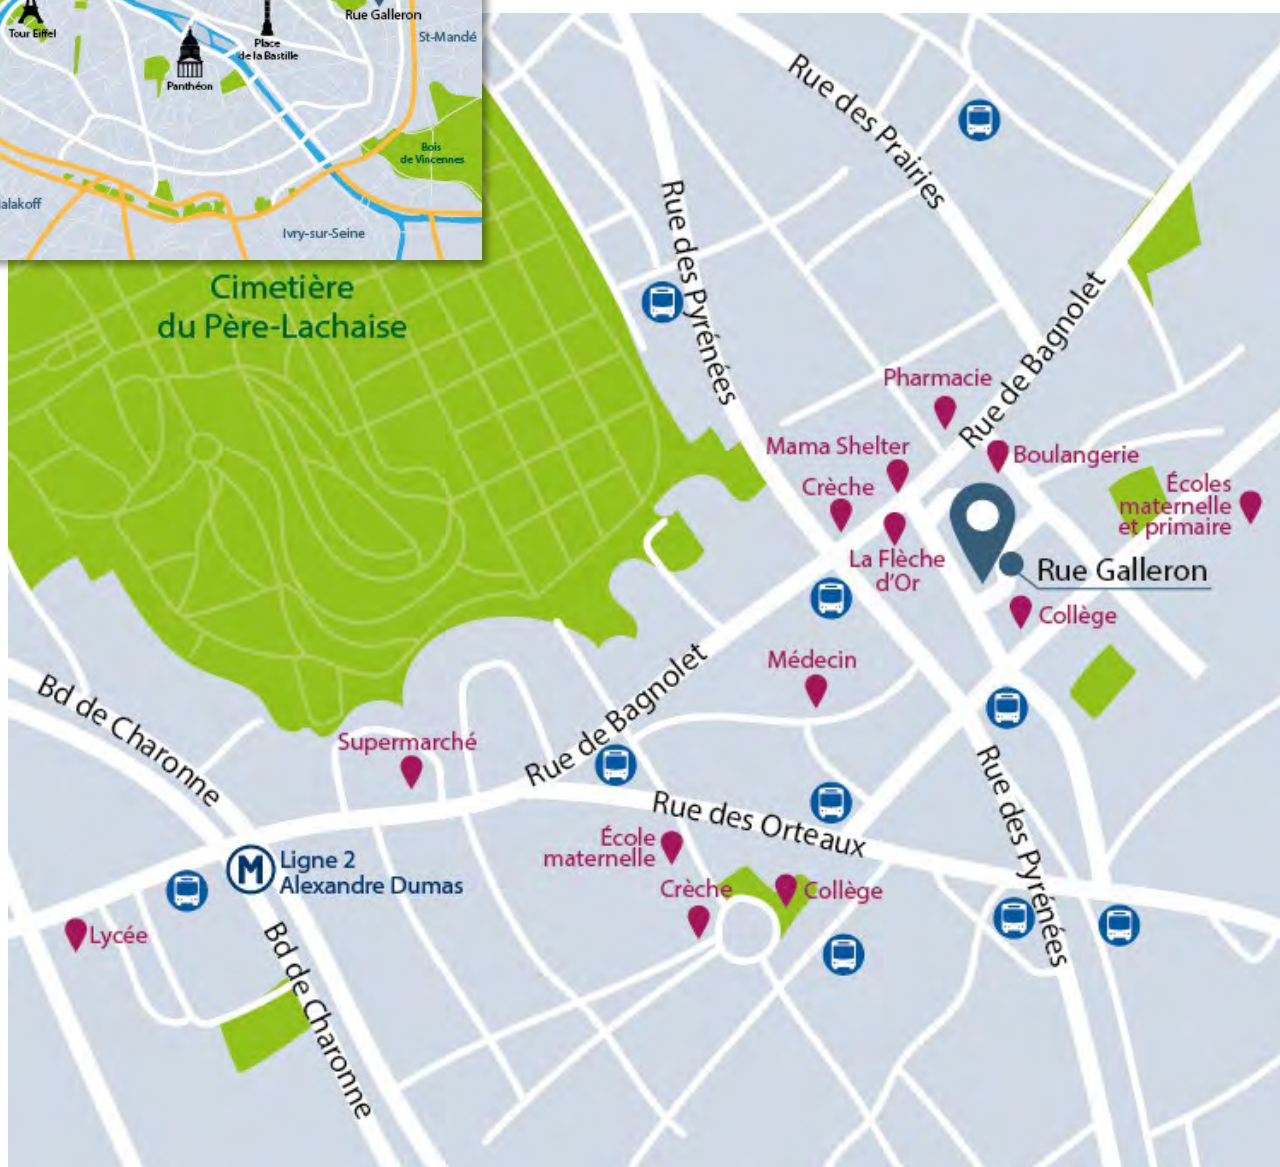 Tour Eiffel
Rue Galleron
St-Mandé
Place
de la Bastille
Panthéon
Bois
de Vincennes
alakoff
Ivry-sur-Seine
Cimetière
du Père-Lachaise
Rue des Prairies
Rue des Pyrénées
Rue de Bagnolet
Pharmacie
Mama Shelter
Boulangerie
Crèche
Écoles
maternelle
et primaire
La Flèche
d'Or
Rue Galleron
Collège
Médecin
Rue de Bagnolet
Bd de Charonne
Supermarché
Rue des Orteaux
Rue des Pyrénées
École
maternelle
M
Ligne 2
Alexandre Dumas
Crèche
Collège
Lycée
Bd de Charonne